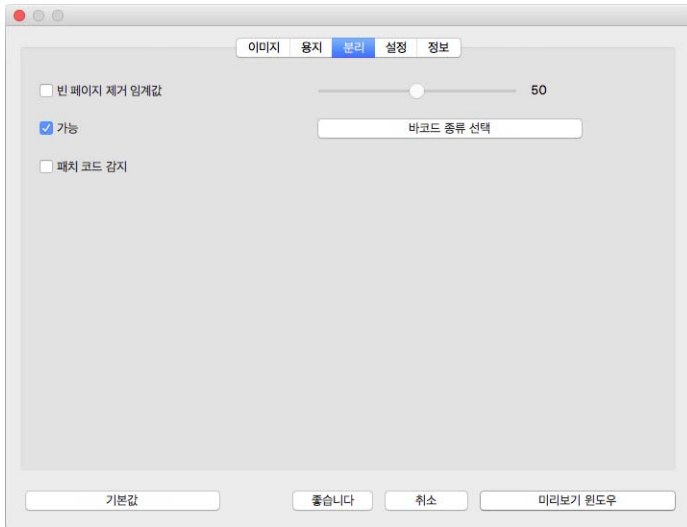 이미지 용지 분리 설정 정보
빈 페이지 제거 임계값 50
가능 바코드 종류 선택
패치 코드 감지
기본값 좋습니다 취소 미리보기 윈도우